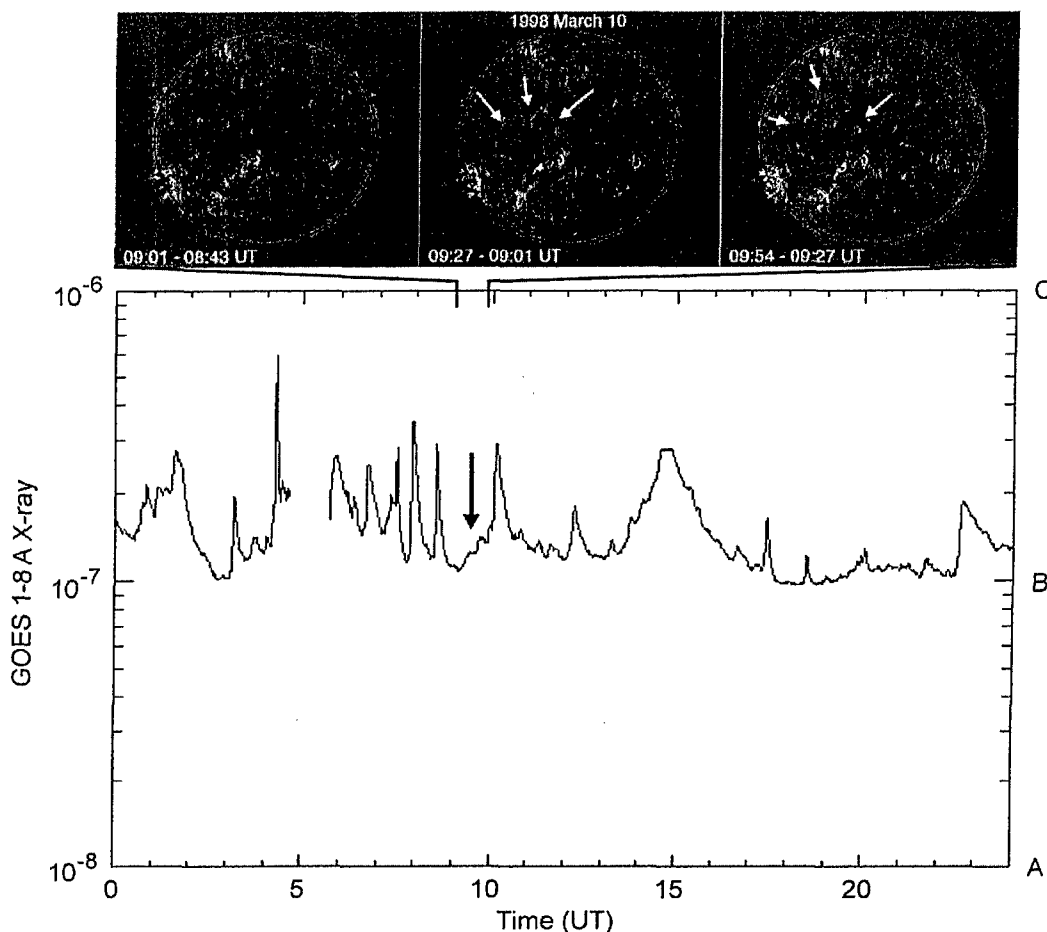 1998 March 10
09:01 - 08:43 UT
09:27 - 09:01 UT
09:54 - 09:27 UT
10-6
C
GOES 1-8 A X-ray
10-7
B
10-8
A
0
5
10
15
20
Time (UT)